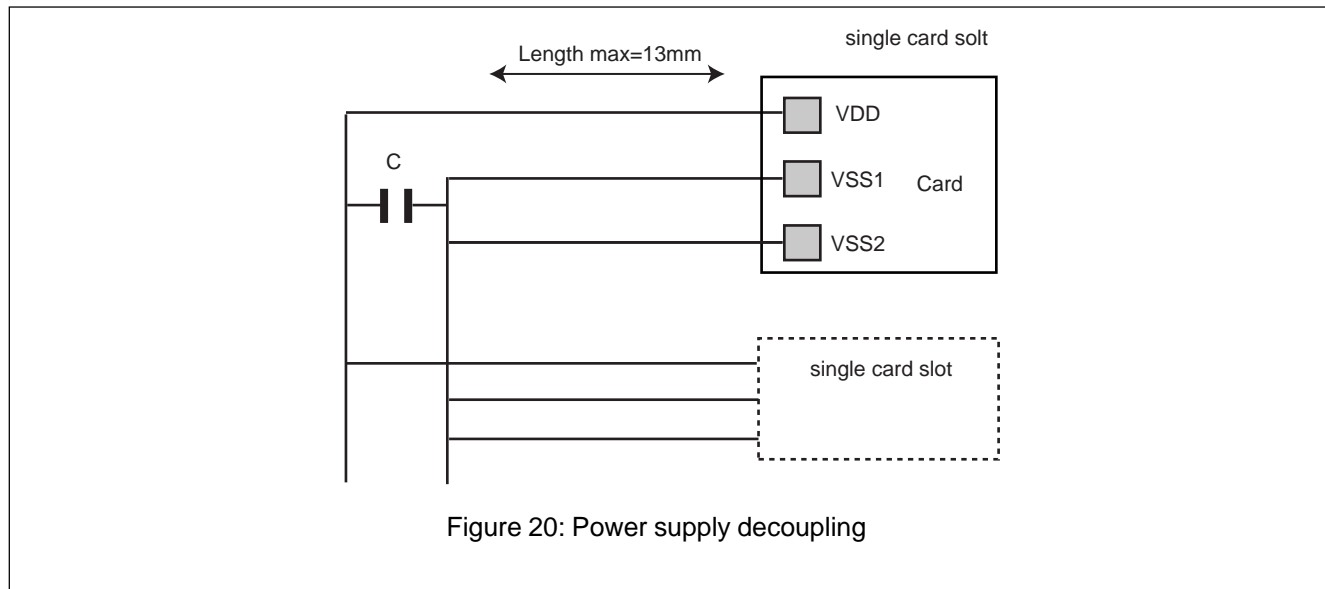 single card solt
Length max=13mm
VDD
C
VSS1
Card
VSS2
single card slot
Figure 20: Power supply decoupling